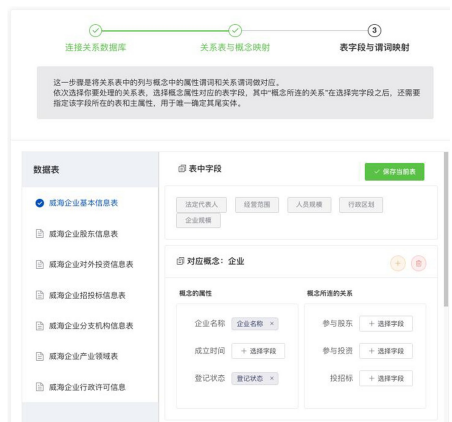 3
连接关系数据库
关系表与概念映射
表字段与谓词映射
这一步骤是将关系表中的列与概念中的属性谓词和关系谓词做对应。
依次选择你要处理的关系表，选择概念属性对应的表字段，其中“概念所连的关系”在选择完字段之后，还需要
指定该字段所在的表和主属性，用于唯一确定其尾实体。
数据表
威海企业基本信息表
威海企业股东信息表
威海企业对外投资信息表
威海企业招投标信息表
威海企业分支机构信息表
威海企业产业领域表
威海企业行政许可信息
表中字段
✓ 保存当前表
法定代表人 经营范围 人员规模 行政区划
企业规模
对应概念：企业
概念的属性
企业名称 企业名称 ×
成立时间 + 选择字段
登记状态 登记状态 ×
概念所连的关系
参与股东 + 选择字段
参与投资 + 选择字段
投招标 + 选择字段